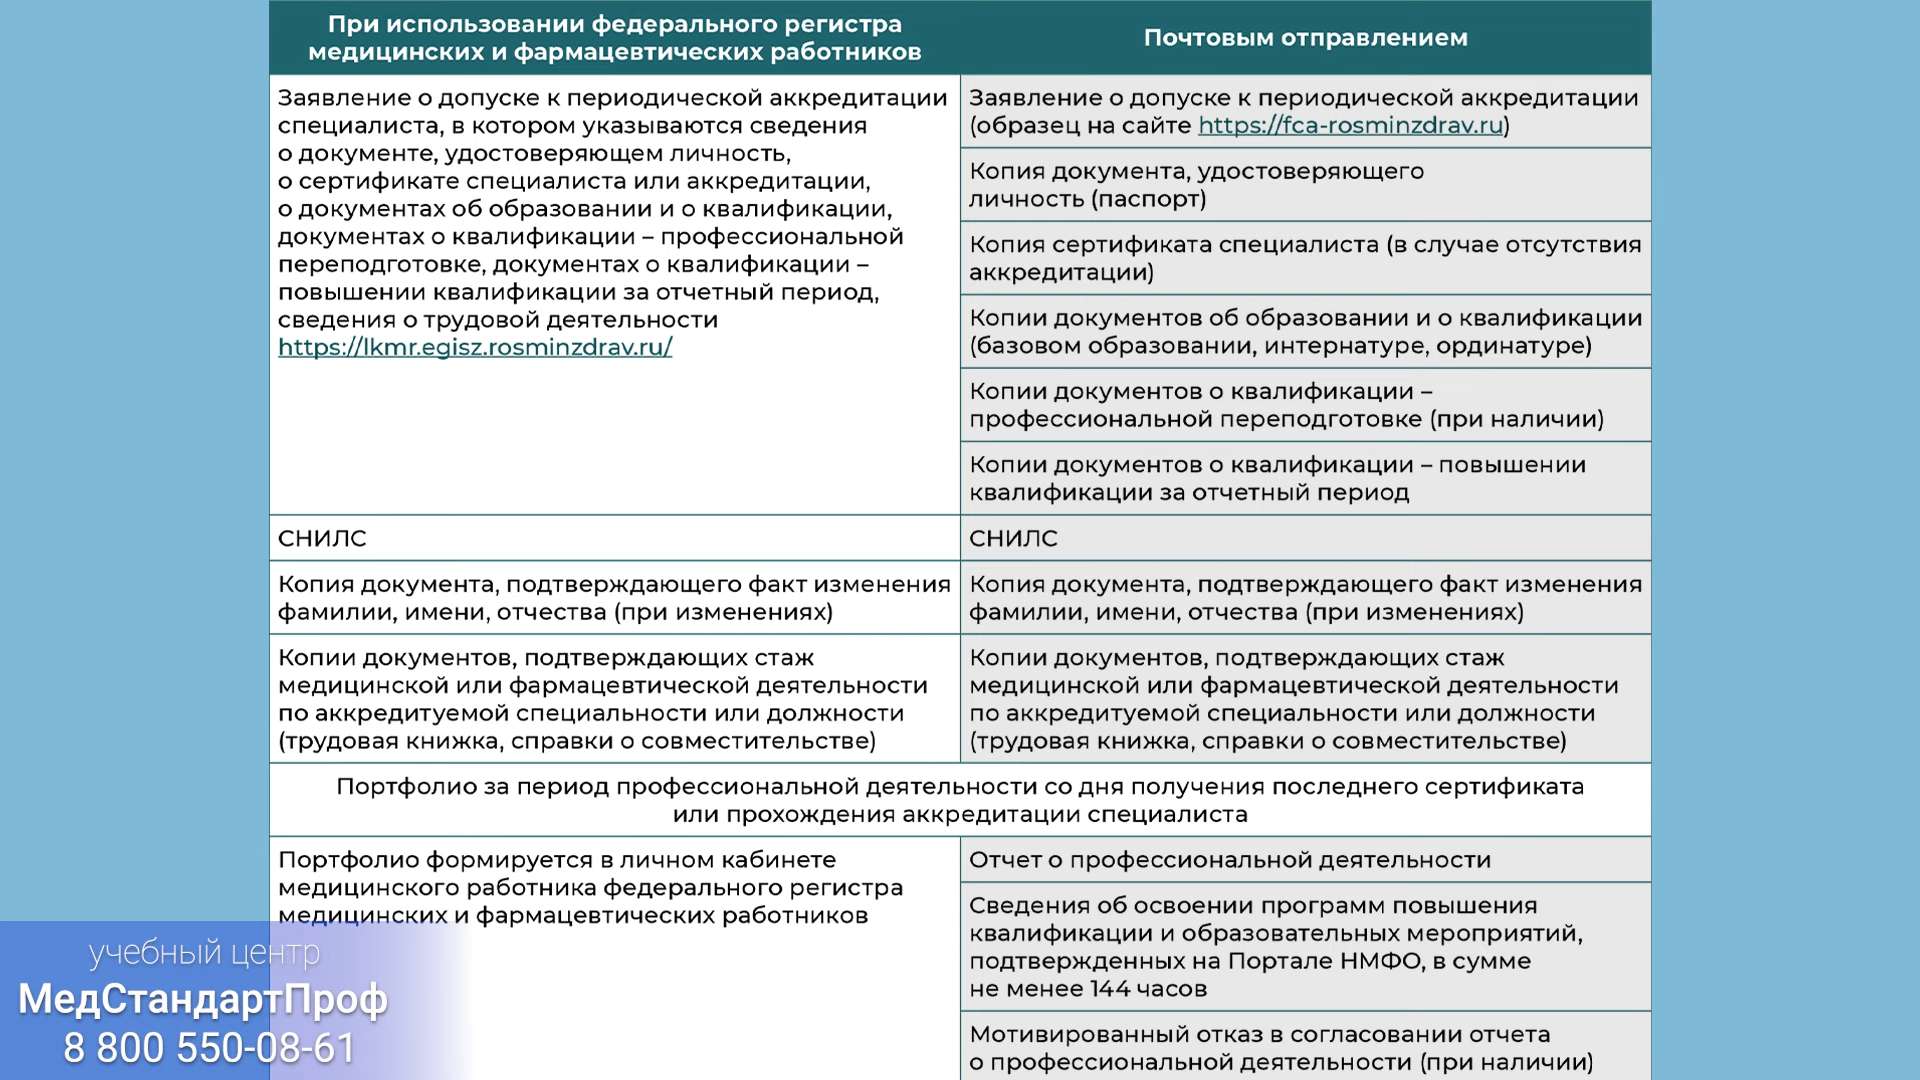 При использовании федерального регистра
медицинских и фармацевтических работников
Почтовым отправлением
Заявление о допуске к периодической аккредитации
специалиста, в котором указываются сведения
о документе, удостоверяющем личность,
о сертификате специалиста или аккредитации,
о документах об образовании и о квалификации,
документах о квалификации – профессиональной
переподготовке, документах о квалификации –
повышении квалификации за отчетный период,
сведения о трудовой деятельности
https://lkmr.egisz.rosminzdrav.ru/
Заявление о допуске к периодической аккредитации
(образец на сайте https://fca-rosminzdrav.ru)
Копия документа, удостоверяющего
личность (паспорт)
Копия сертификата специалиста (в случае отсутствия
аккредитации)
Копии документов об образовании и о квалификации
(базовом образовании, интернатуре, ординатуре)
Копии документов о квалификации –
профессиональной переподготовке (при наличии)
Копии документов о квалификации – повышении
квалификации за отчетный период
СНИЛС
СНИЛС
Копия документа, подтверждающего факт изменения
фамилии, имени, отчества (при изменениях)
Копия документа, подтверждающего факт изменения
фамилии, имени, отчества (при изменениях)
Копии документов, подтверждающих стаж
медицинской или фармацевтической деятельности
по аккредитуемой специальности или должности
(трудовая книжка, справки о совместительстве)
Копии документов, подтверждающих стаж
медицинской или фармацевтической деятельности
по аккредитуемой специальности или должности
(трудовая книжка, справки о совместительстве)
Портфолио за период профессиональной деятельности со дня получения последнего сертификата
или прохождения аккредитации специалиста
Портфолио формируется в личном кабинете
медицинского работника федерального регистра
медицинских и фармацевтических работников
Отчет о профессиональной деятельности
Сведения об освоении программ повышения
квалификации и образовательных мероприятий,
подтвержденных на Портале НМФО, в сумме
не менее 144 часов
Мотивированный отказ в согласовании отчета
о профессиональной деятельности (при наличии)
учебный центр
МедСтандартПроф
8 800 550-08-61